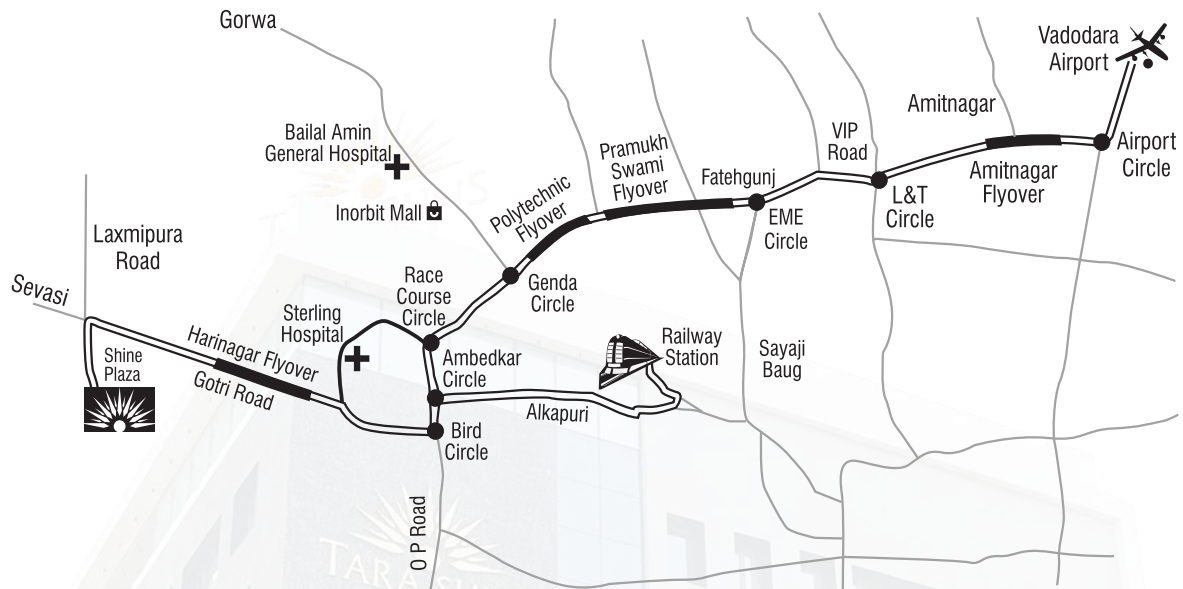 Gorwa
Vadodara
Airport
Bailal Amin
General Hospital
Amitnagar
VIP
Road
Pramukh
Swami
Flyover
Airport
Circle
Amitnagar
Flyover
Fatehgunj
L&T
Circle
Inorbit Mall
Polytechnic
Flyover
EME
Circle
Laxmipura
Road
Race
Course
Circle
Genda
Circle
Sevasi
Sterling
Hospital
Harinagar Flyover
Gotri Road
Shine
Plaza
Ambedkar
Circle
Railway
Station
Sayaji
Baug
Alkapuri
Bird
Circle
O P Road